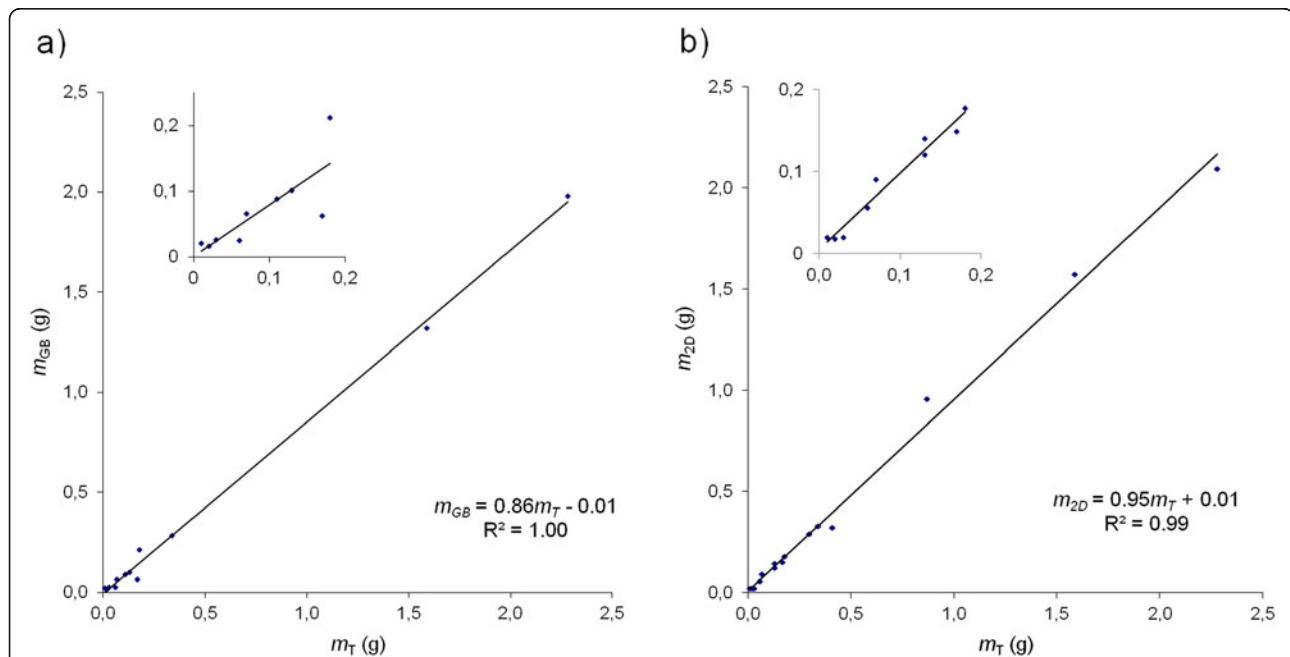 a)
2,5
2,0
1,5
1,0
0,5
0,0
0,0 0,5 1,0 1,5 2,0 2,5
m_GB (g)
m_T (g)
0,2
0,1
0
0 0,1 0,2
m_GB = 0.86m_T - 0.01
R² = 1.00
b)
2,5
2,0
1,5
1,0
0,5
0,0
0,0 0,5 1,0 1,5 2,0 2,5
m_2D (g)
m_T (g)
0,2
0,1
0
0,0 0,1 0,2
m_2D = 0.95m_T + 0.01
R² = 0.99